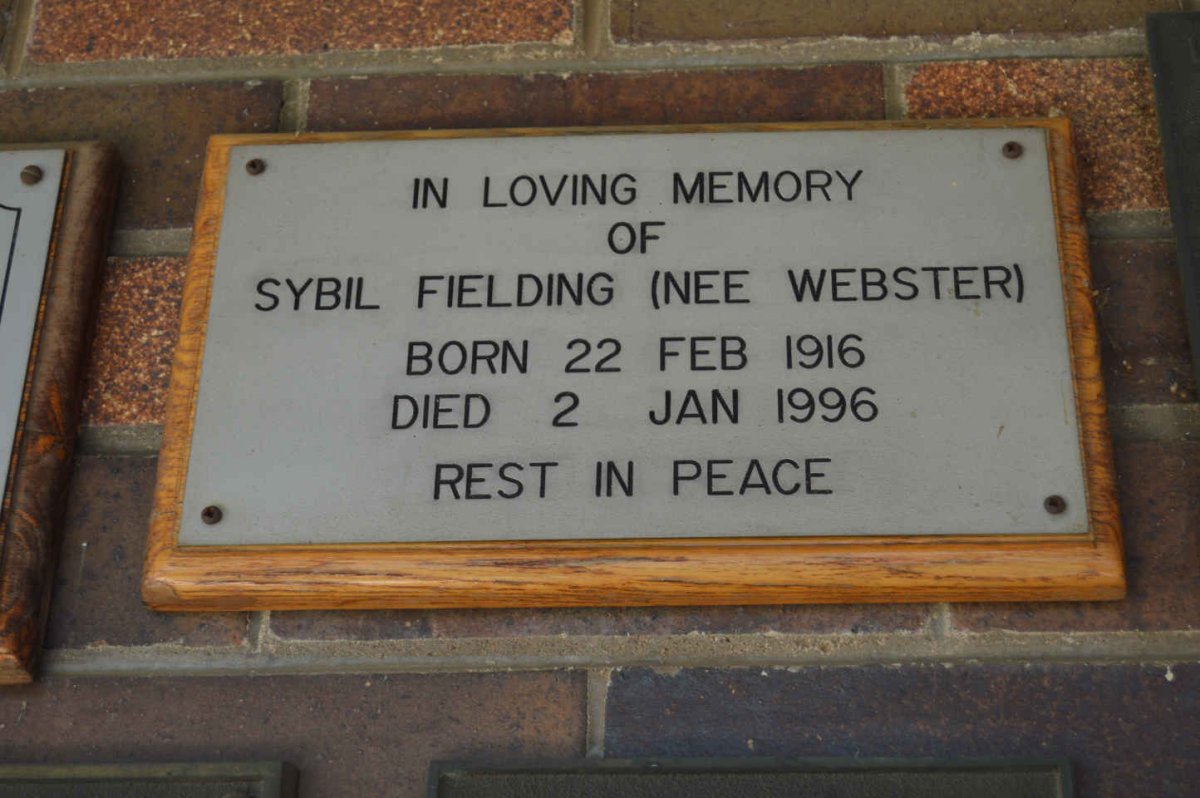 IN LOVING MEMORY
OF
SYBIL FIELDING (NEE WEBSTER)
BORN 22 FEB 1916
DIED 2 JAN 1996
REST IN PEACE